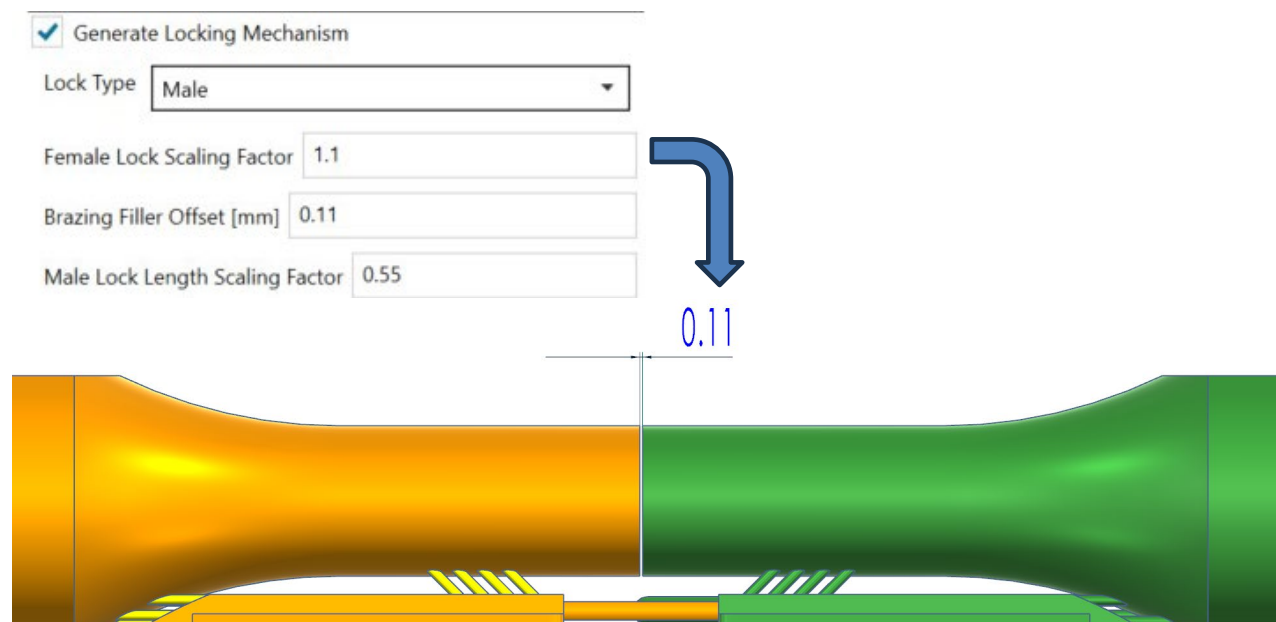 Generate Locking Mechanism
Lock Type Male
Female Lock Scaling Factor 1.1
Brazing Filler Offset [mm] 0.11
Male Lock Length Scaling Factor 0.55
0.11